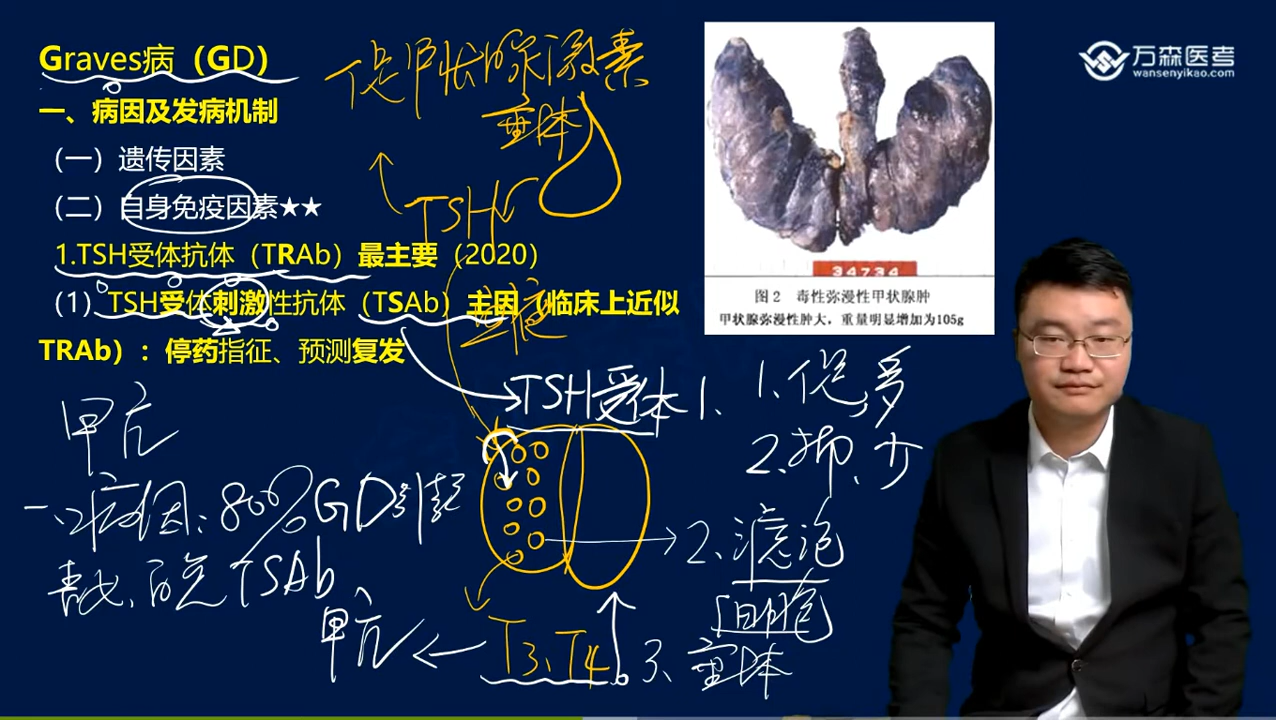 Graves病（GD）
一、病因及发病机制
（一）遗传因素
（二）自身免疫因素★★
1.TSH受体抗体（TRAb）最主要（2020）
（1）TSH受体刺激性抗体（TSAb）主因（临床上近似
TRAb）：停药指征、预测复发
促甲状腺激素
垂体
TSH
34734
图2 毒性弥漫性甲状腺肿
甲状腺弥漫性肿大，重量明显增加为105g
万森医考
wansenyikao.com
TSH受体1、
1.促，多
2.抑、少
甲亢
一、病因：80%GD引起
TSAb、
2、滤泡
细胞
甲亢
T3、T4
3、垂体